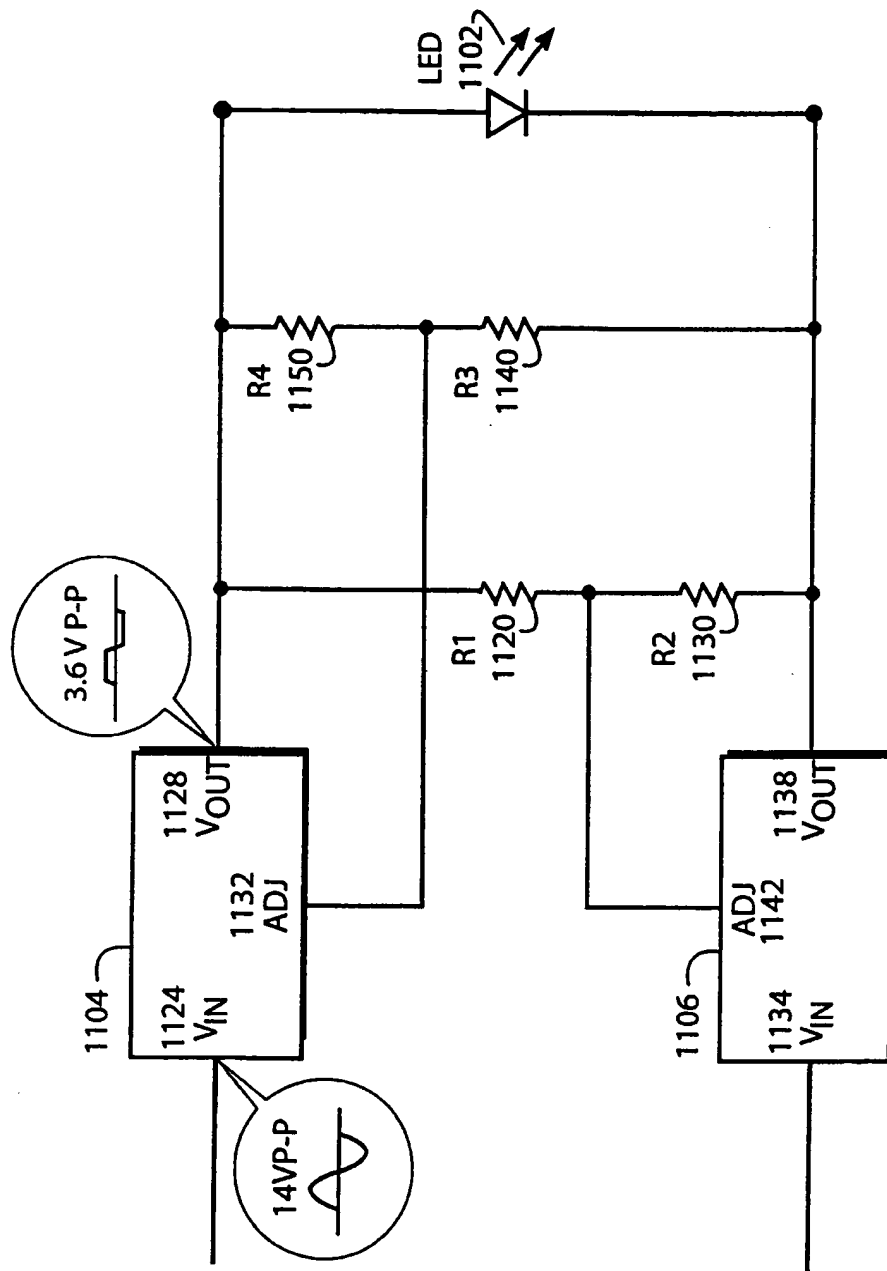 14VP-P
1104
1124
VIN
1132
ADJ
1128
VOUT
3.6 V P-P
R4
1150
R3
1140
LED
1102
R1
1120
R2
1130
1106
1134
VIN
ADJ
1142
1138
VOUT